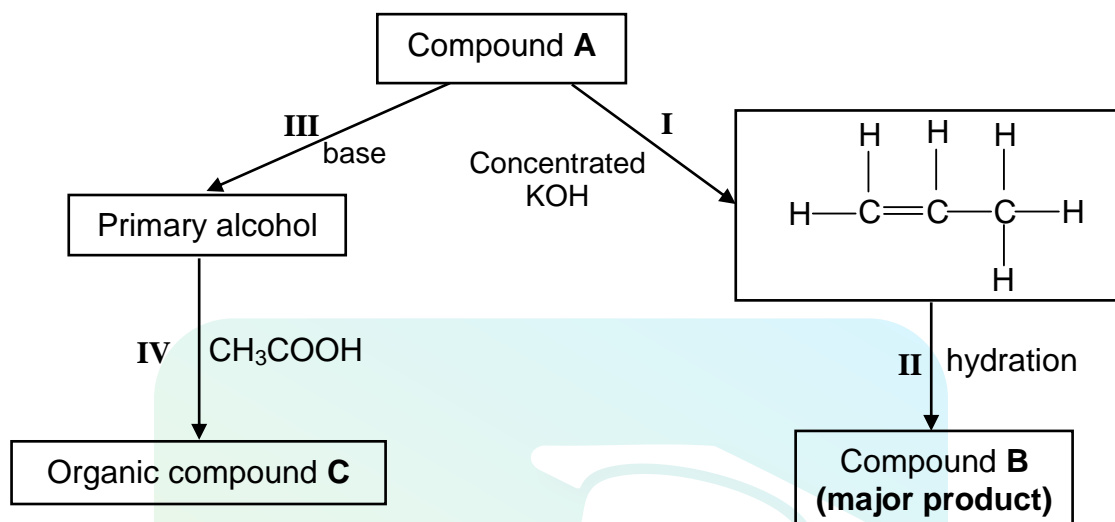 Compound A
III
base
I
Concentrated
KOH
Primary alcohol
H H H
H C C C H
H
IV CH₃COOH
II hydration
Organic compound C
Compound B
(major product)